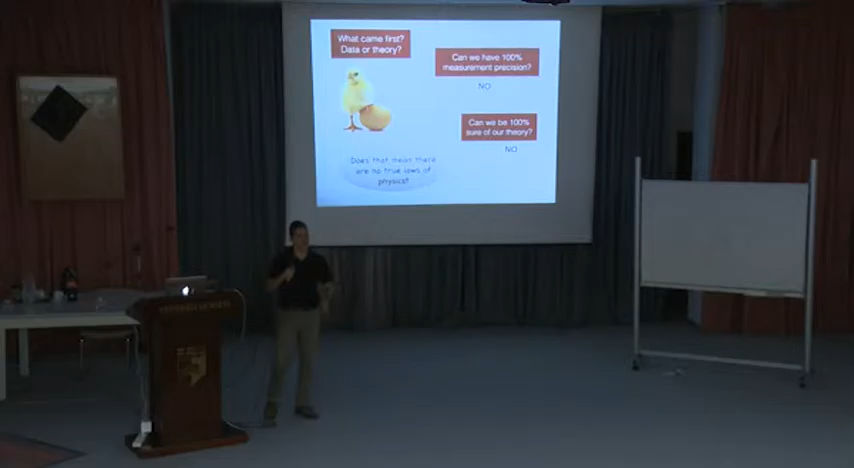 What came first?
Data or theory?
Can we have 100%
measurement precision?
NO
Can we be 100%
sure of our theory?
NO
Does that mean there
are no true laws of
physics?